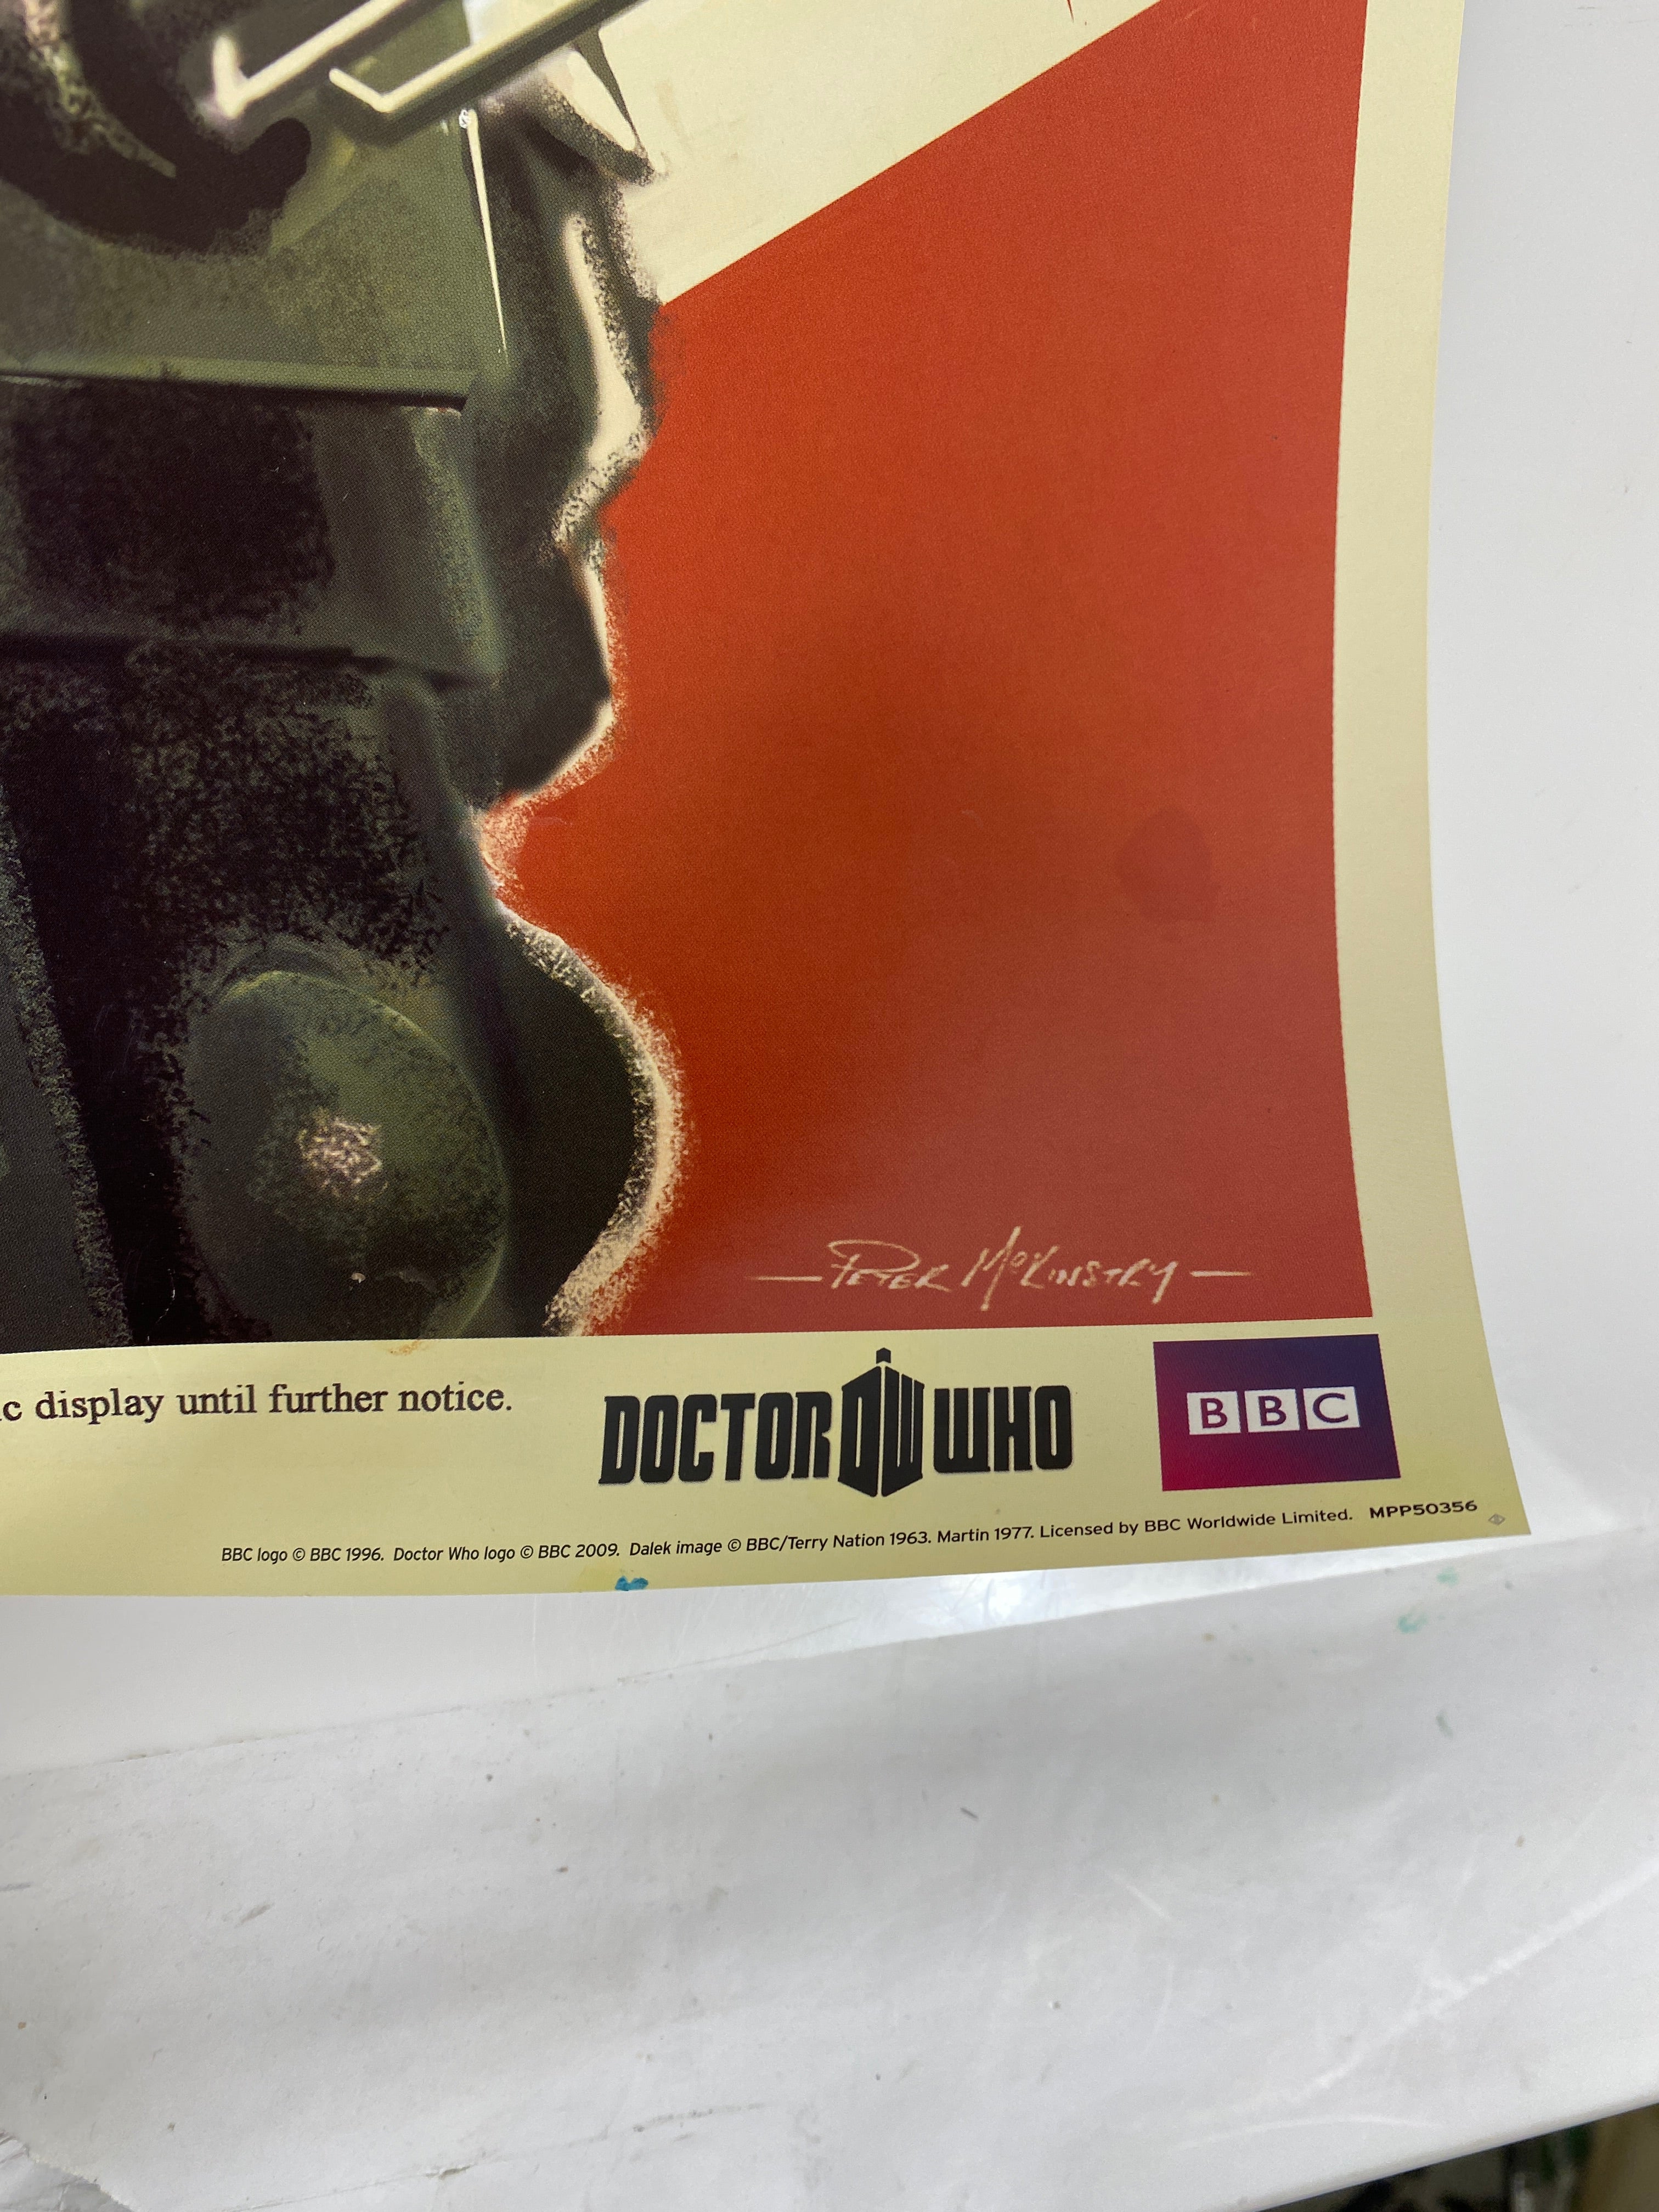 PETER MCKINSTRY
c display until further notice.
DOCTOR DW WHO
BBC
BBC logo © BBC 1996. Doctor Who logo © BBC 2009. Dalek image © BBC/Terry Nation 1963. Martin 1977. Licensed by BBC Worldwide Limited. MPP50356